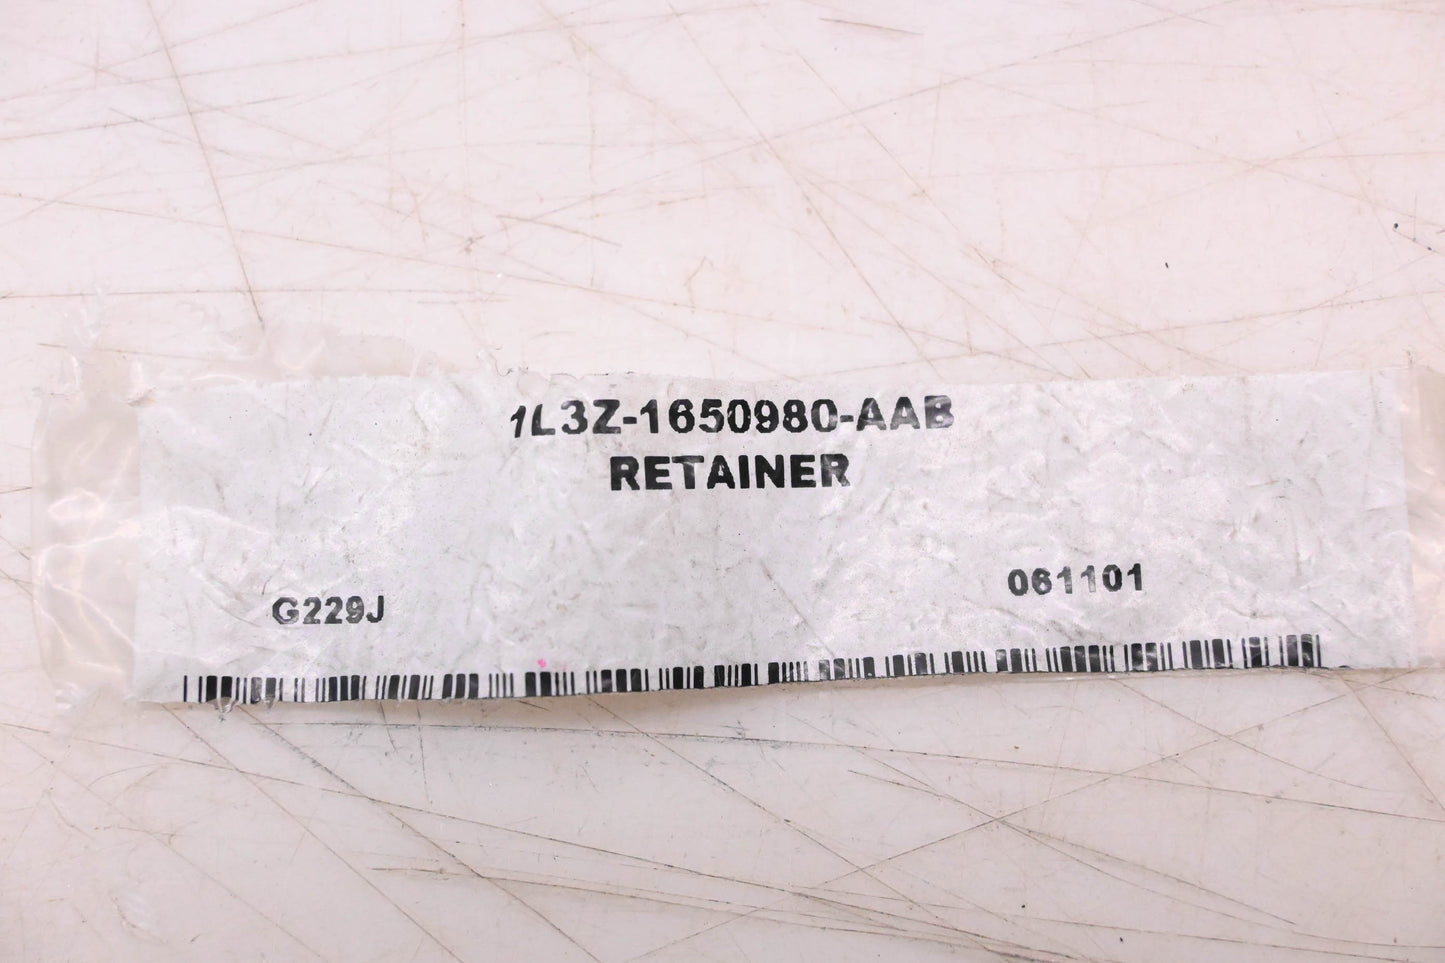 1L3Z-1650980-AAB
RETAINER
G229J
061101